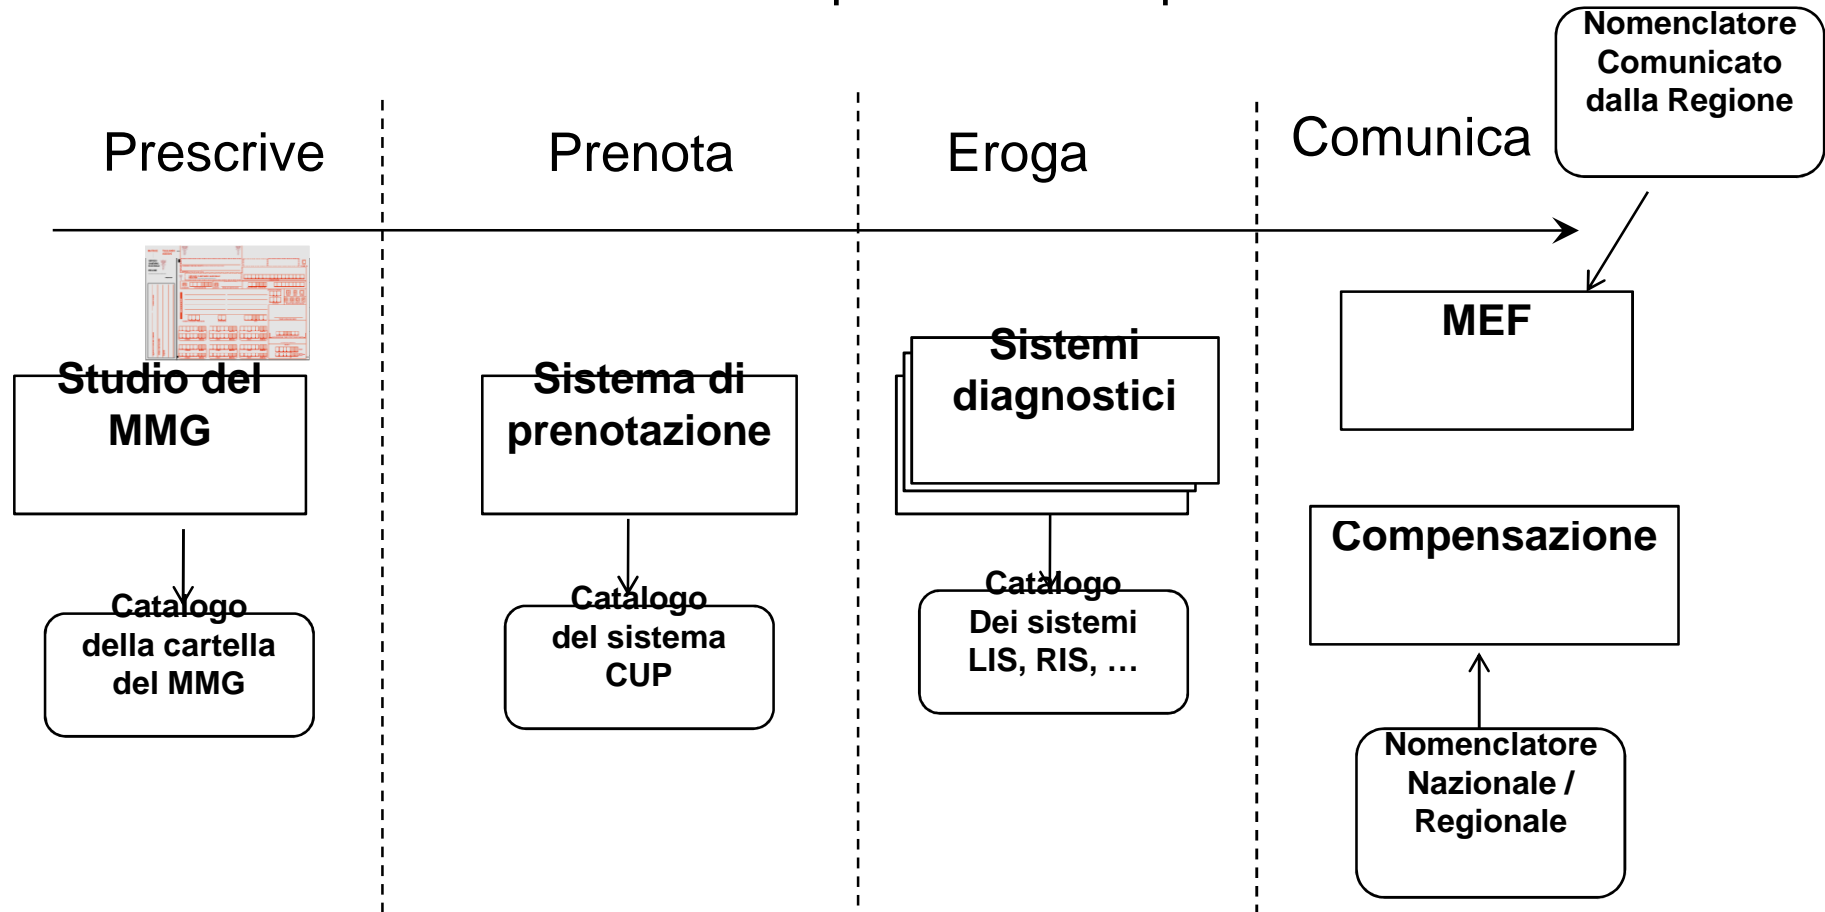 Nomenclatore
Comunicato
dalla Regione
Prescrive
Prenota
Eroga
Comunica
Studio del
MMG
Sistema di
prenotazione
Sistemi
diagnostici
MEF
Compensazione
Catalogo
della cartella
del MMG
Catalogo
del sistema
CUP
Catalogo
Dei sistemi
LIS, RIS, …
Nomenclatore
Nazionale /
Regionale